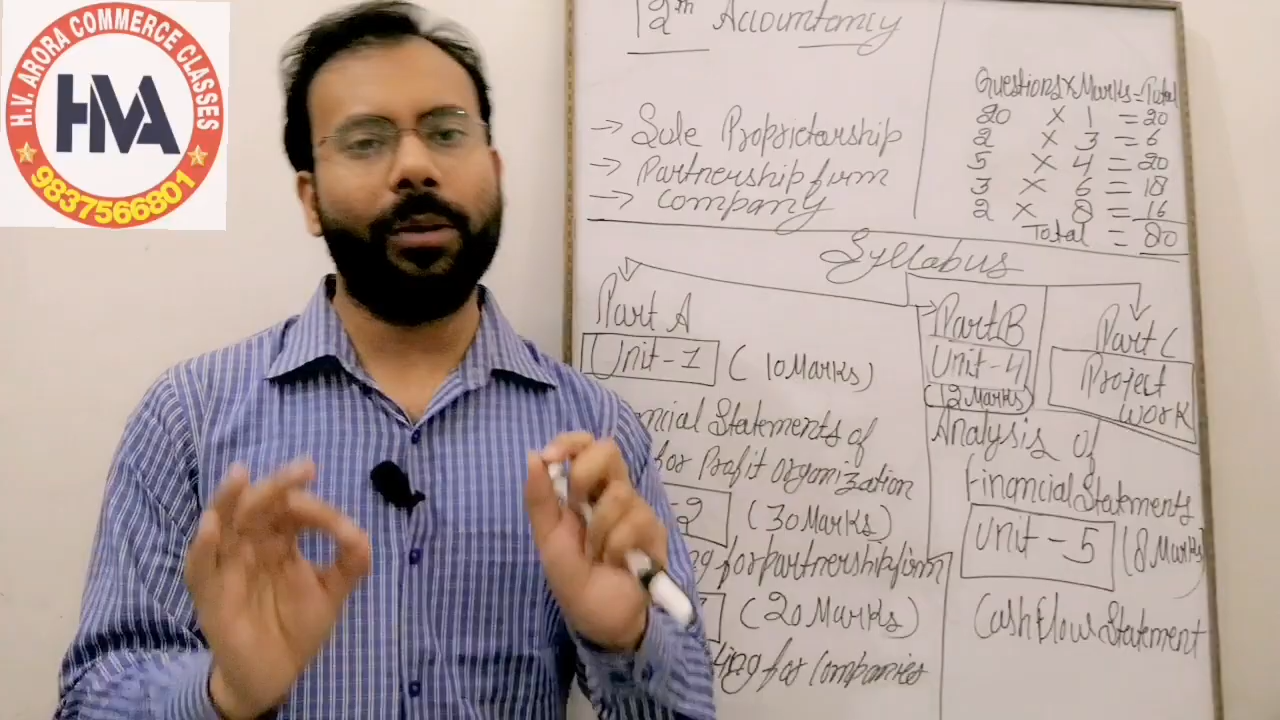 H.V. ARORA COMMERCE CLASSES
HVA
9837566801
12th Accountancy
→ Sole Proprietorship
→ Partnership firm
→ Company
Questions x Marks = Total
20 x 1 = 20
2 x 3 = 6
5 x 4 = 20
3 x 6 = 18
2 x 8 = 16
Total = 80
Syllabus
Part A
Unit-1 (10 Marks)
ncial Statements of
for Profit organization
-2 (30 Marks)
g for partnership firm
(20 Marks)
ting for Companies
Part B
Unit-4
12 Marks
Analysis of
Financial Statements
Unit-5 (8 Marks)
Cash Flow Statement
Part C
Project
work